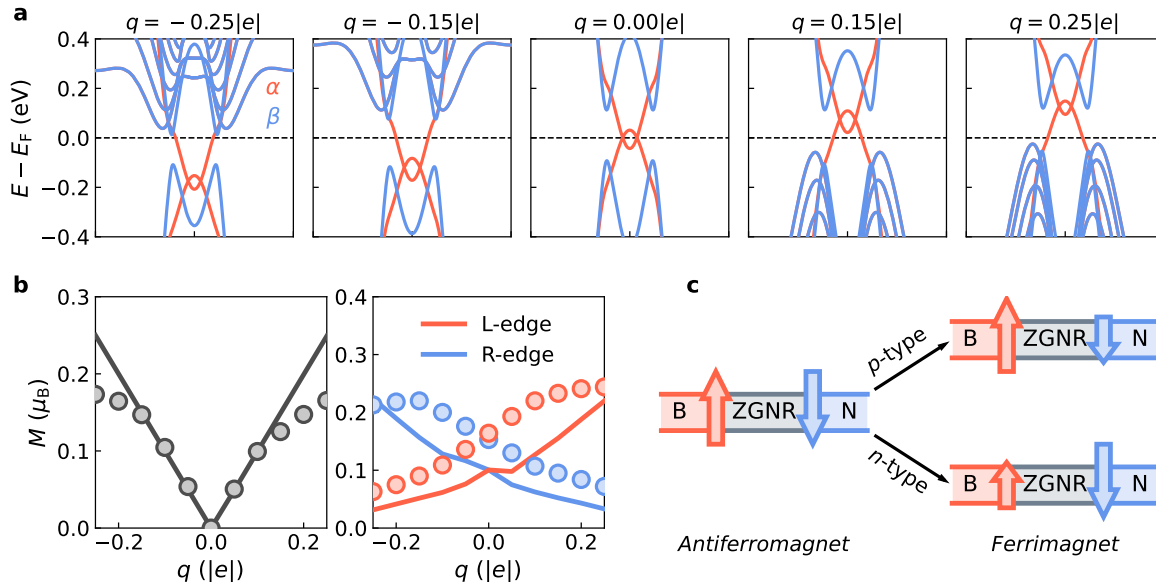 a
q = −0.25|e|
q = −0.15|e|
q = 0.00|e|
q = 0.15|e|
q = 0.25|e|
E − E_F (eV)
0.4
0.2
0.0
−0.2
−0.4
α
β
b
M (μ_B)
0.3
0.2
0.1
0.0
−0.2
0.0
0.2
q (|e|)
0.4
0.3
0.2
0.1
0.0
L-edge
R-edge
−0.2
0.0
0.2
q (|e|)
c
B ZGNR N
p-type
n-type
B ZGNR N
B ZGNR N
Antiferromagnet
Ferrimagnet